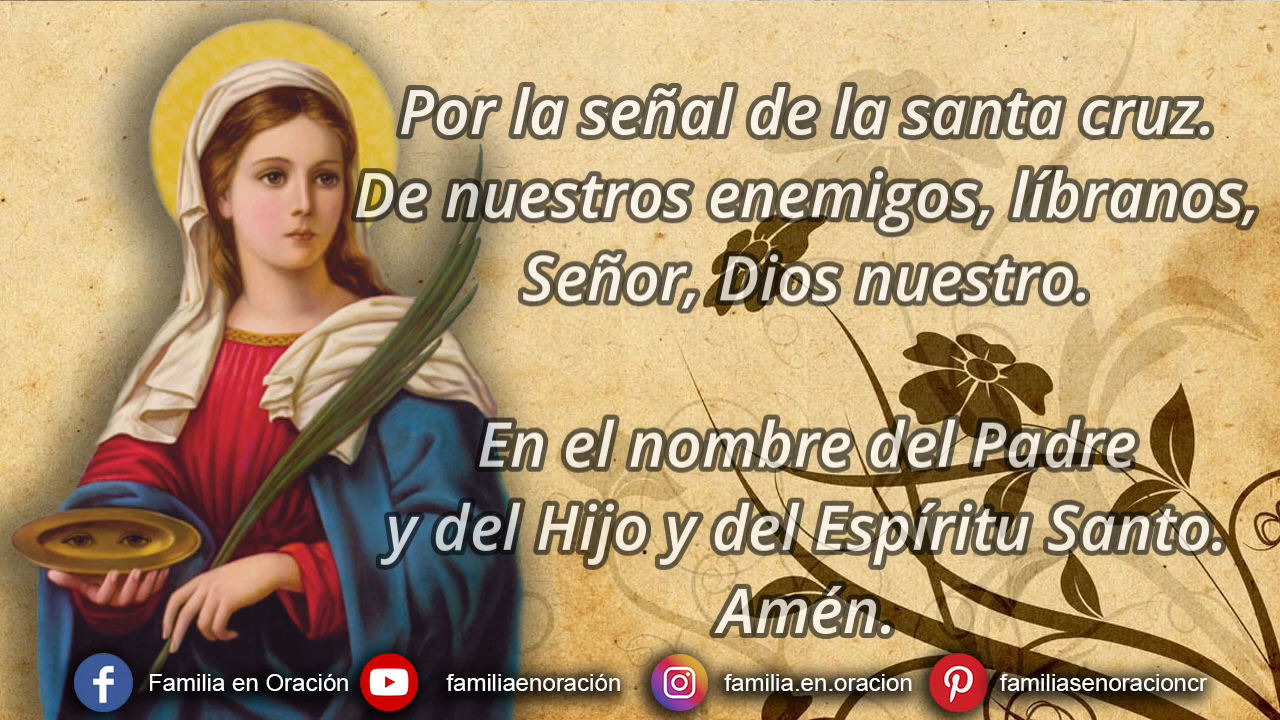 Por la señal de la santa cruz.
De nuestros enemigos, líbranos,
Señor, Dios nuestro.
En el nombre del Padre
y del Hijo y del Espíritu Santo.
Amén.
Familia en Oración
familiaenoración
familia.en.oracion
familiasenoracioncr